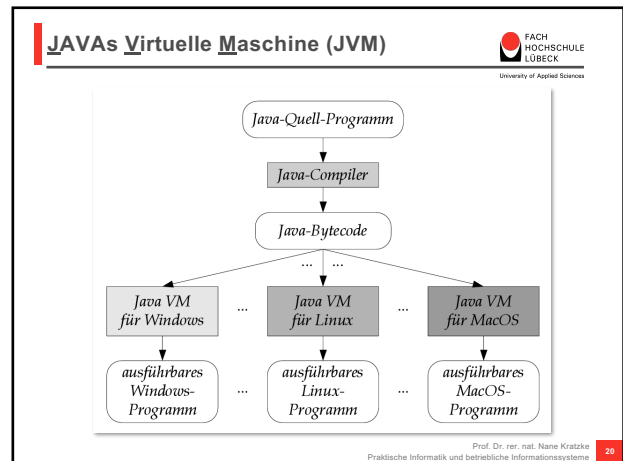 JAVAs Virtuelle Maschine (JVM)
FACH
HOCHSCHULE
LÜBECK
University of Applied Sciences
Java-Quell-Programm
Java-Compiler
Java-Bytecode
... ...
Java VM
für Windows
...
Java VM
für Linux
...
Java VM
für MacOS
ausführbares
Windows-
Programm
...
ausführbares
Linux-
Programm
...
ausführbares
MacOS-
Programm
Prof. Dr. rer. nat. Nane Kratzke
Praktische Informatik und betriebliche Informationssysteme
20